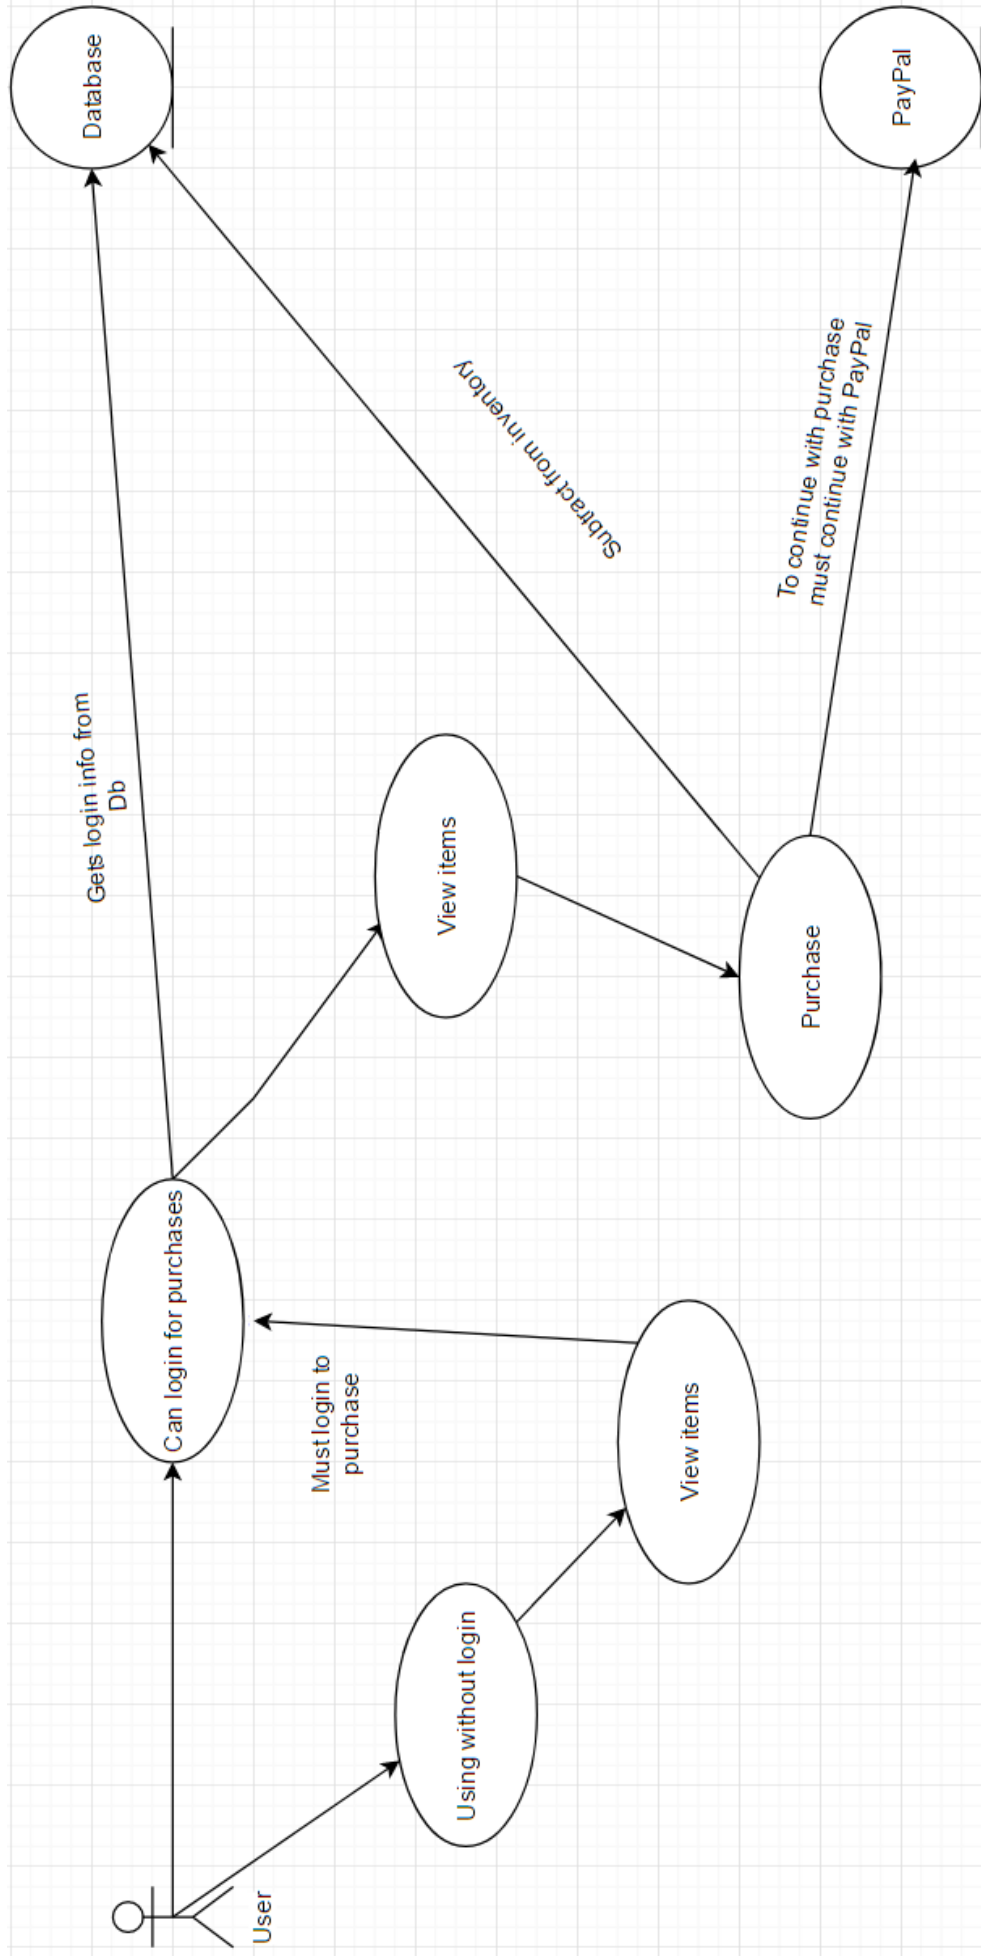 User
Using without login
View items
Must login to
purchase
Can login for purchases
Gets login info from
Db
View items
Purchase
Subtract from inventory
To continue with purchase
must continue with PayPal
Database
PayPal